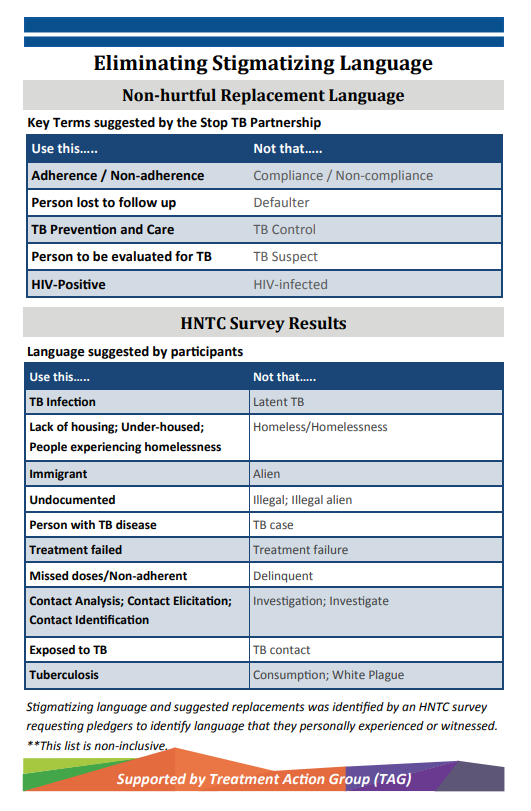 Eliminating Stigmatizing Language
Non-hurtful Replacement Language
Key Terms suggested by the Stop TB Partnership
Use this..... Not that.....
Adherence / Non-adherence Compliance / Non-compliance
Person lost to follow up Defaulter
TB Prevention and Care TB Control
Person to be evaluated for TB TB Suspect
HIV-Positive HIV-infected
HNTC Survey Results
Language suggested by participants
Use this..... Not that.....
TB Infection Latent TB
Lack of housing; Under-housed; Homeless/Homelessness
People experiencing homelessness
Immigrant Alien
Undocumented Illegal; Illegal alien
Person with TB disease TB case
Treatment failed Treatment failure
Missed doses/Non-adherent Delinquent
Contact Analysis; Contact Elicitation; Investigation; Investigate
Contact Identification
Exposed to TB TB contact
Tuberculosis Consumption; White Plague
Stigmatizing language and suggested replacements was identified by an HNTC survey
requesting pledgers to identify language that they personally experienced or witnessed.
**This list is non-inclusive.
Supported by Treatment Action Group (TAG)